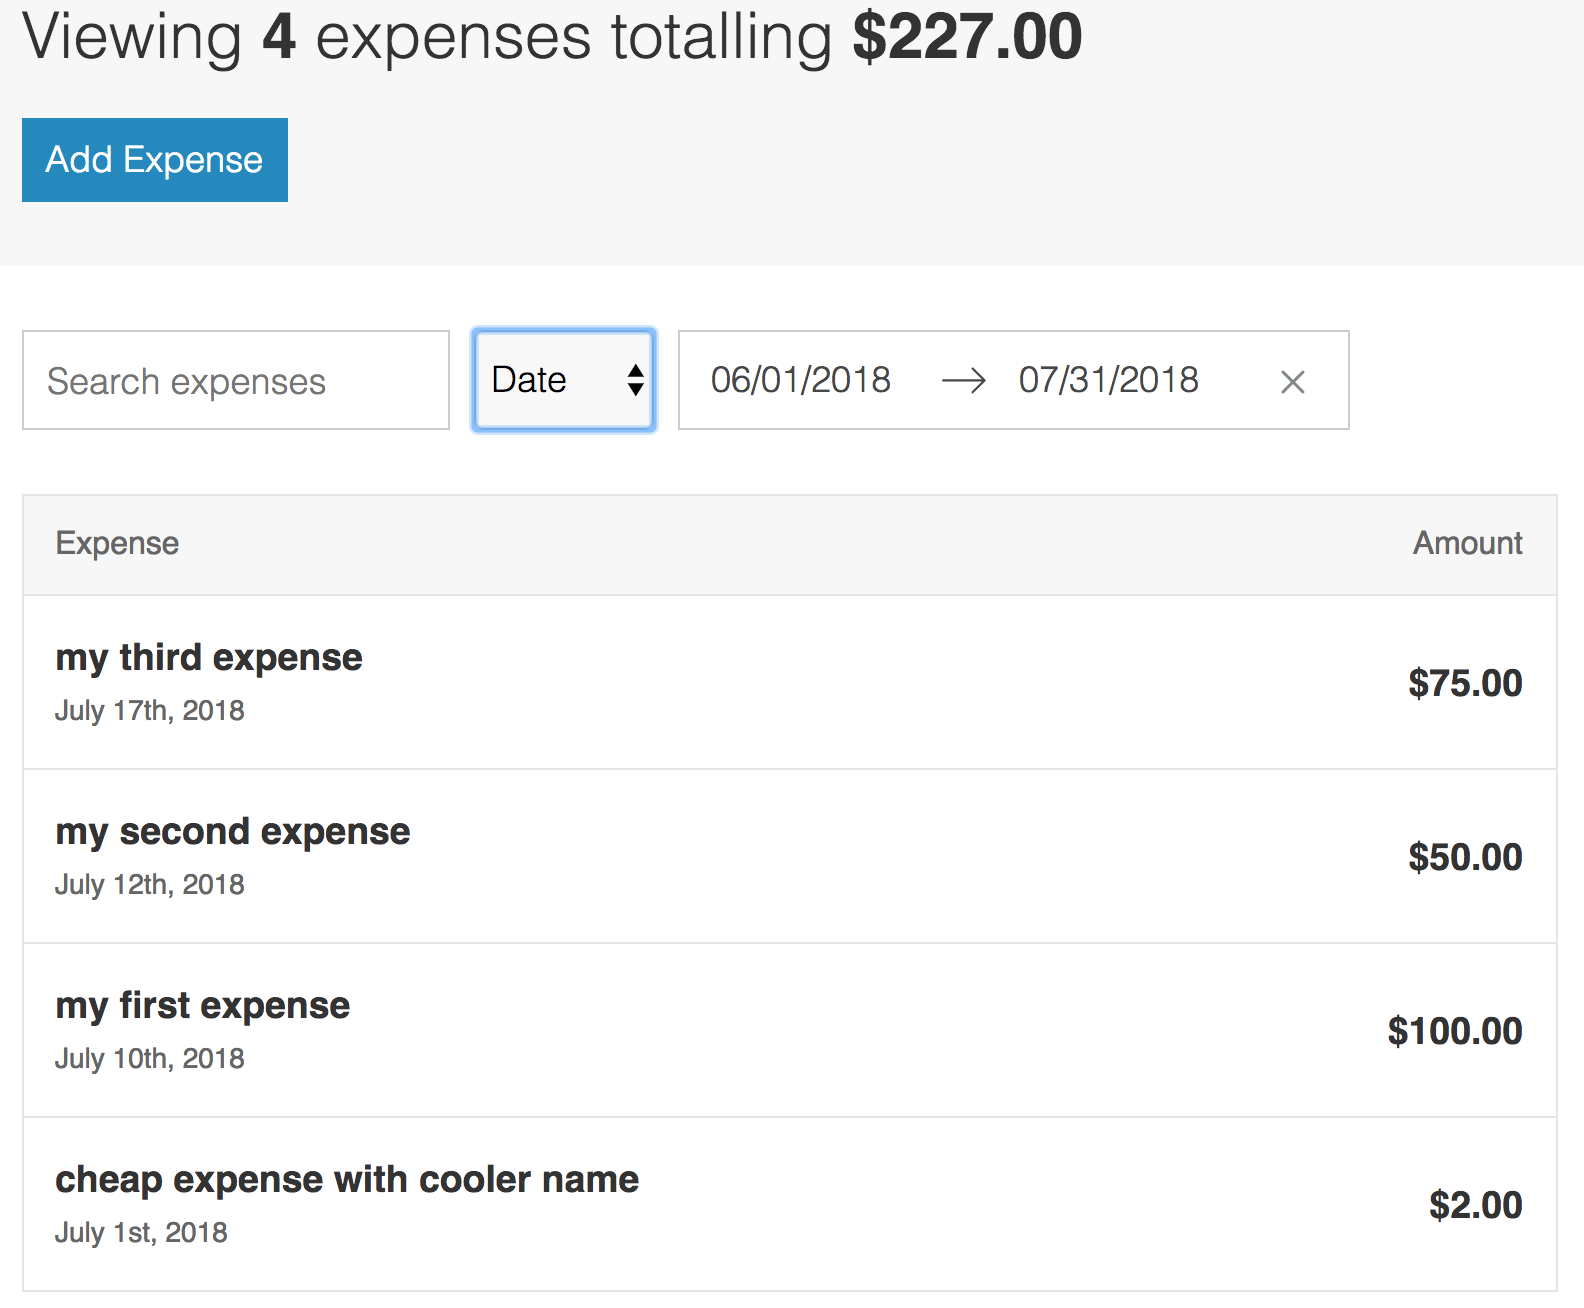 Viewing 4 expenses totalling $227.00
Add Expense
Search expenses
Date
06/01/2018 → 07/31/2018 ×
Expense Amount
my third expense
July 17th, 2018
$75.00
my second expense
July 12th, 2018
$50.00
my first expense
July 10th, 2018
$100.00
cheap expense with cooler name
July 1st, 2018
$2.00